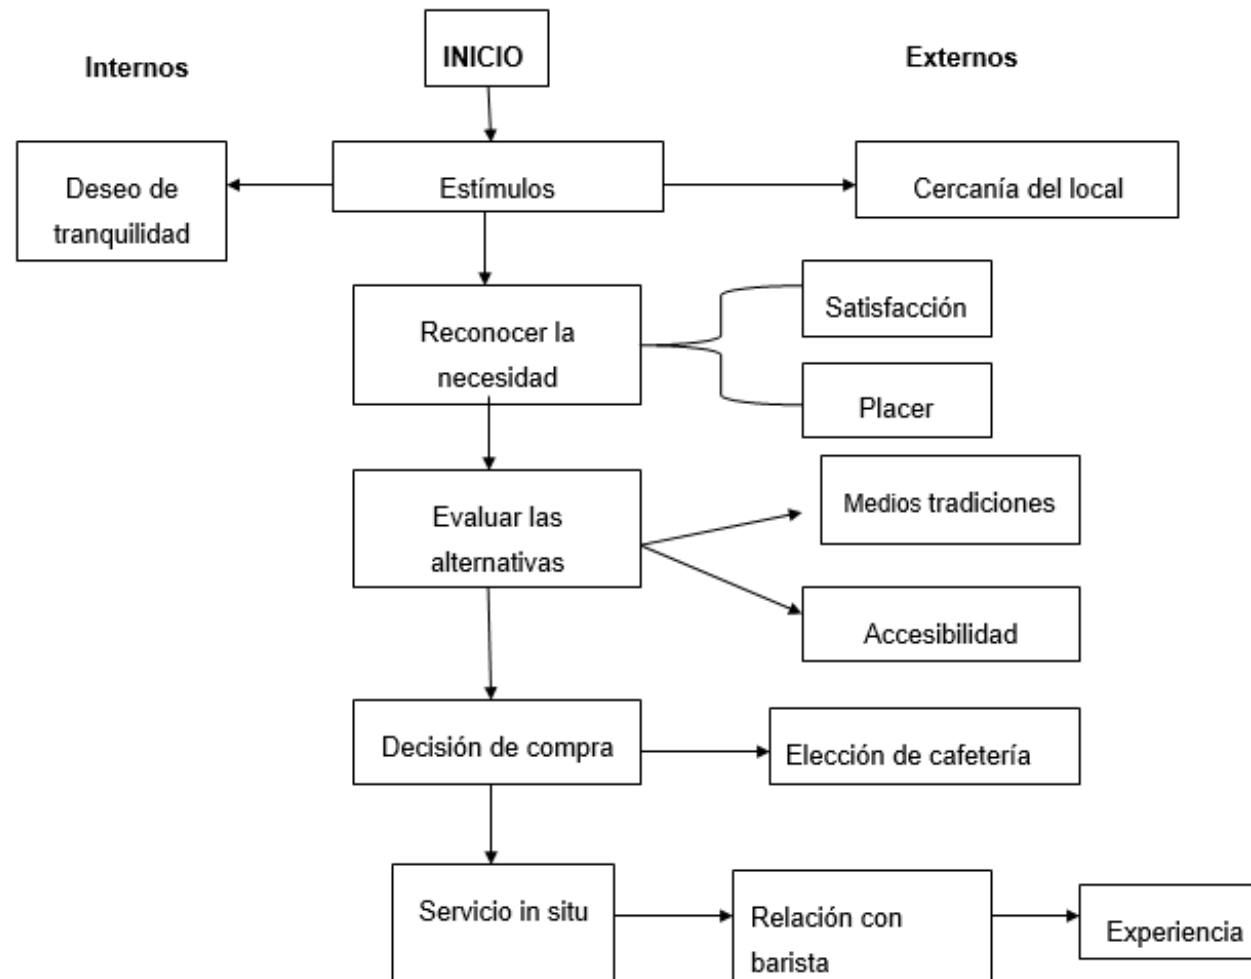 Internos
INICIO
Externos
Deseo de
tranquilidad
Estímulos
Cercanía del local
Reconocer la
necesidad
Satisfacción
Placer
Evaluar las
alternativas
Medios tradiciones
Accesibilidad
Decisión de compra
Elección de cafetería
Servicio in situ
Relación con
barista
Experiencia